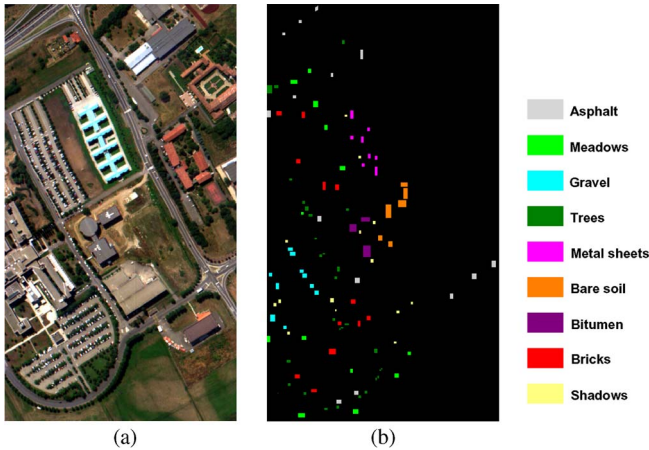 Asphalt
Meadows
Gravel
Trees
Metal sheets
Bare soil
Bitumen
Bricks
Shadows
(a)
(b)